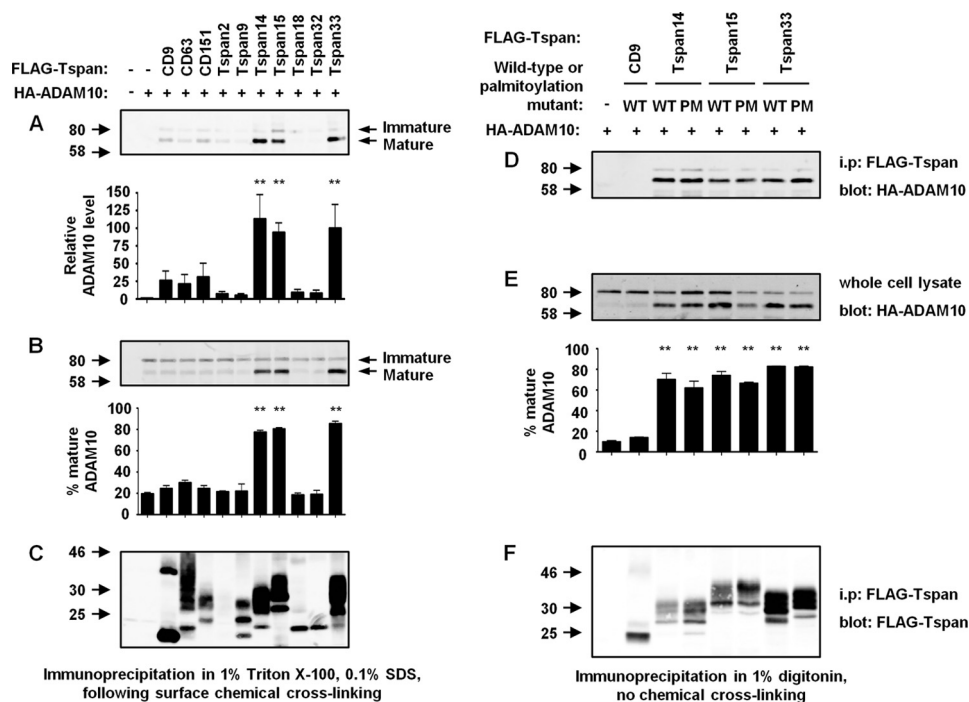 FLAG-Tspan: - - CD9 CD63 CD151 Tspan2 Tspan9 Tspan14 Tspan15 Tspan18 Tspan32 Tspan33
HA-ADAM10: - + + + + + + + + + + +
A
80
58
Immature
Mature
** ** **
Relative
ADAM10 level
150
125
100
75
50
25
0
B
80
58
Immature
Mature
** ** **
% mature
ADAM10
100
80
60
40
20
0
C
46
30
25
Immunoprecipitation in 1% Triton X-100, 0.1% SDS,
following surface chemical cross-linking
FLAG-Tspan: CD9 Tspan14 Tspan15 Tspan33
Wild-type or
palmitoylation
mutant: - WT WT PM WT PM WT PM
HA-ADAM10: + + + + + + + +
D
80
58
i.p: FLAG-Tspan
blot: HA-ADAM10
E
80
58
whole cell lysate
blot: HA-ADAM10
** ** ** ** ** **
% mature
ADAM10
100
80
60
40
20
0
F
46
30
25
i.p: FLAG-Tspan
blot: FLAG-Tspan
Immunoprecipitation in 1% digitonin,
no chemical cross-linking